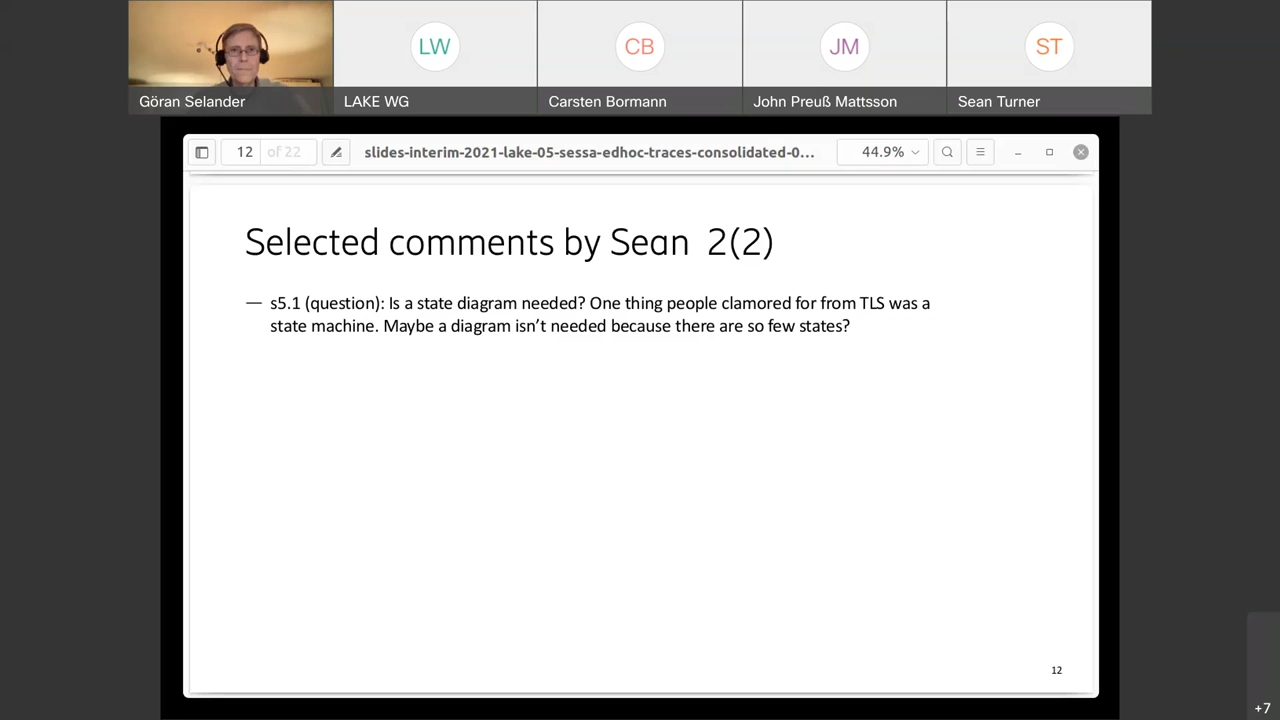 LW
CB
JM
ST
Göran Selander
LAKE WG
Carsten Bormann
John Preuß Mattsson
Sean Turner
12 of 22
slides-interim-2021-lake-05-sessa-edhoc-traces-consolidated-0...
44.9%
Selected comments by Sean 2(2)
— s5.1 (question): Is a state diagram needed? One thing people clamored for from TLS was a
state machine. Maybe a diagram isn't needed because there are so few states?
12
+7